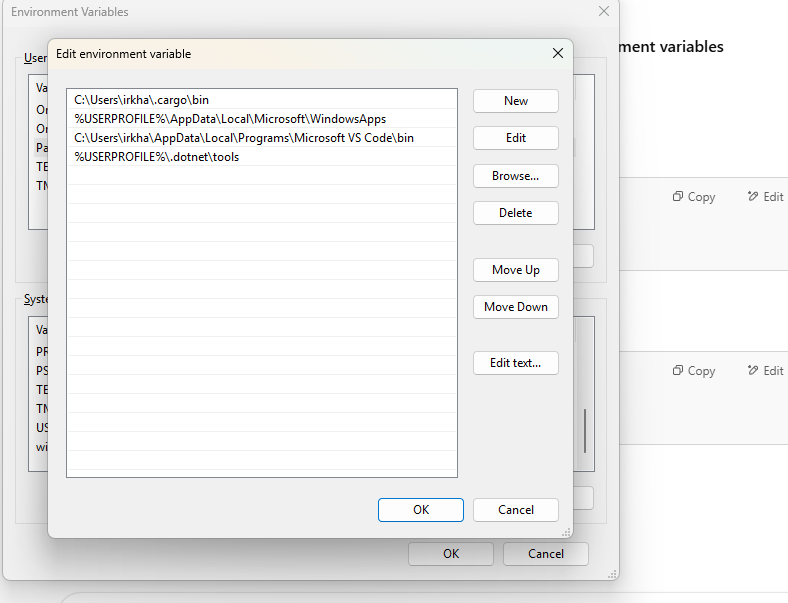 Environment Variables
ment variables
Edit environment variable
User
Va
On
On
Pa
TE
TM
C:\Users\irkha\.cargo\bin
%USERPROFILE%\AppData\Local\Microsoft\WindowsApps
C:\Users\irkha\AppData\Local\Programs\Microsoft VS Code\bin
%USERPROFILE%\.dotnet\tools
New
Edit
Browse...
Delete
Move Up
Move Down
Edit text...
Syste
Va
PR
PS
TE
TM
US
wi
OK
Cancel
OK
Cancel
Copy
Edit
Copy
Edit